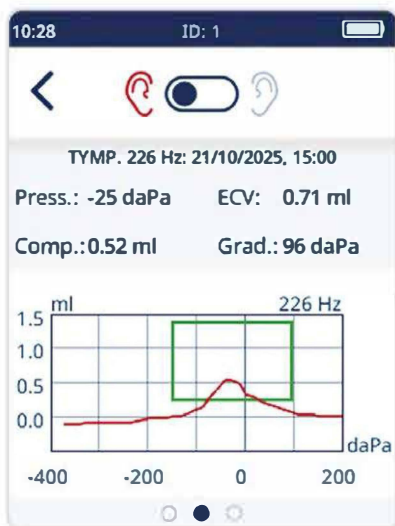 10:28 ID: 1
TYMP. 226 Hz: 21/10/2025, 15:00
Press.: -25 daPa ECV: 0.71 ml
Comp.: 0.52 ml Grad.: 96 daPa
ml 226 Hz
1.5
1.0
0.5
0.0
daPa
-400 -200 0 200